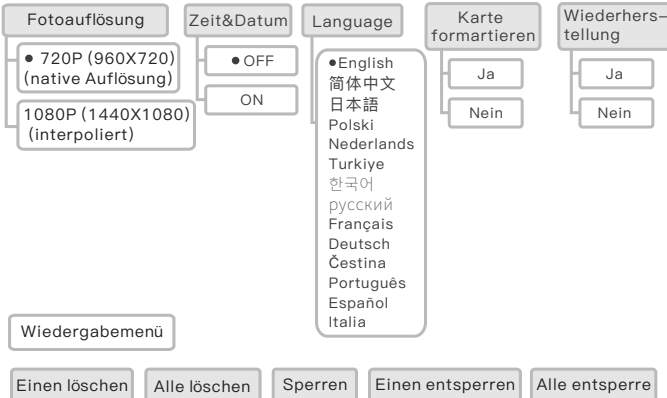 Fotoauflösung
● 720P (960X720)
(native Auflösung)
1080P (1440X1080)
(interpoliert)
Zeit&Datum
● OFF
ON
Language
●English
简体中文
日本語
Polski
Nederlands
Turkiye
한국어
русский
Français
Deutsch
Čestina
Português
Español
Italia
Karte
formartieren
Ja
Nein
Wiederhers-
tellung
Ja
Nein
Wiedergabemenü
Einen löschen
Alle löschen
Sperren
Einen entsperren
Alle entsperre